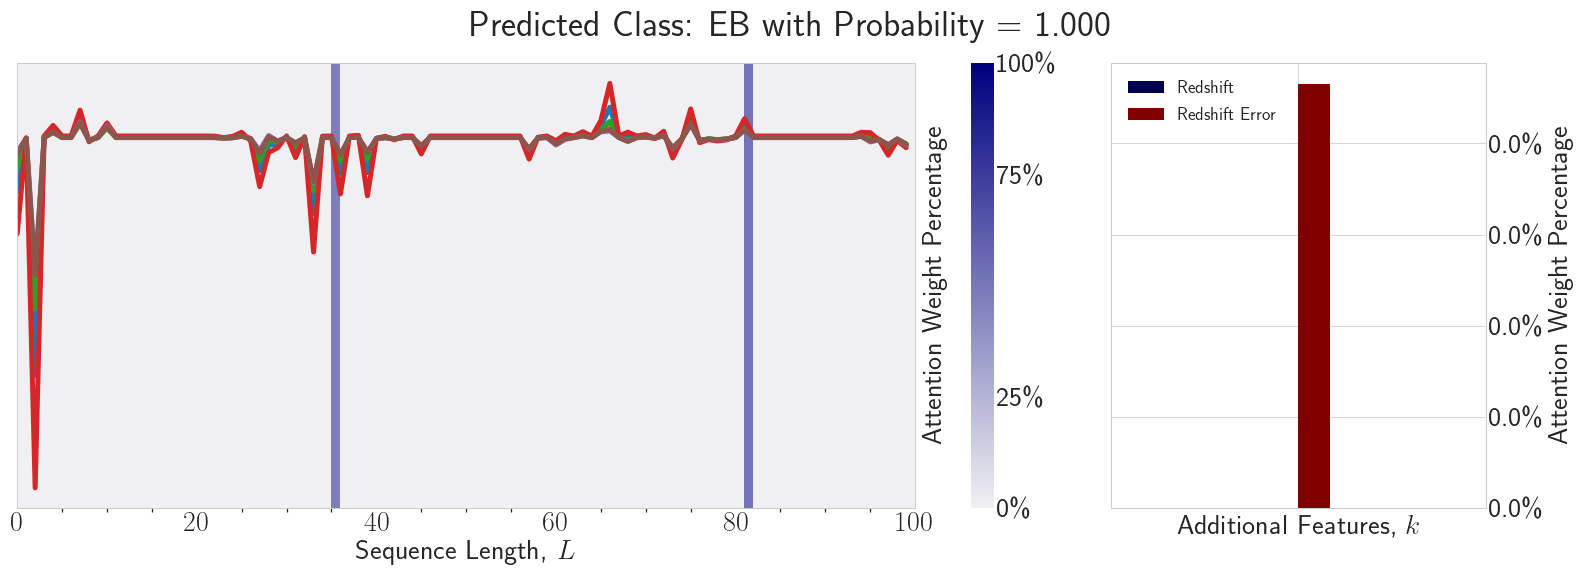 Predicted Class: EB with Probability = 1.000
0
20
40
60
80
100
Sequence Length, L
Attention Weight Percentage
100%
75%
25%
0%
Redshift
Redshift Error
0.0%
0.0%
0.0%
0.0%
0.0%
Attention Weight Percentage
Additional Features, k